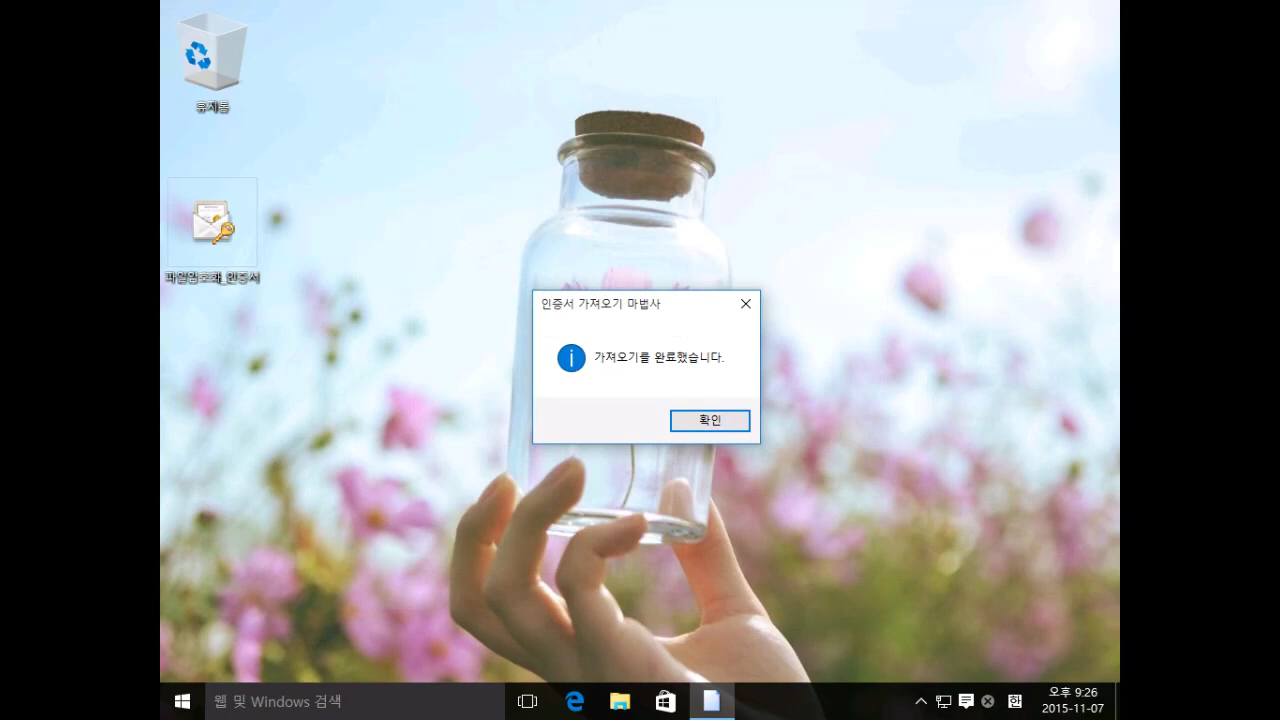 휴지통
파일암호화_인증서
인증서 가져오기 마법사
가져오기를 완료했습니다.
확인
웹 및 Windows 검색
한
오후 9:26
2015-11-07